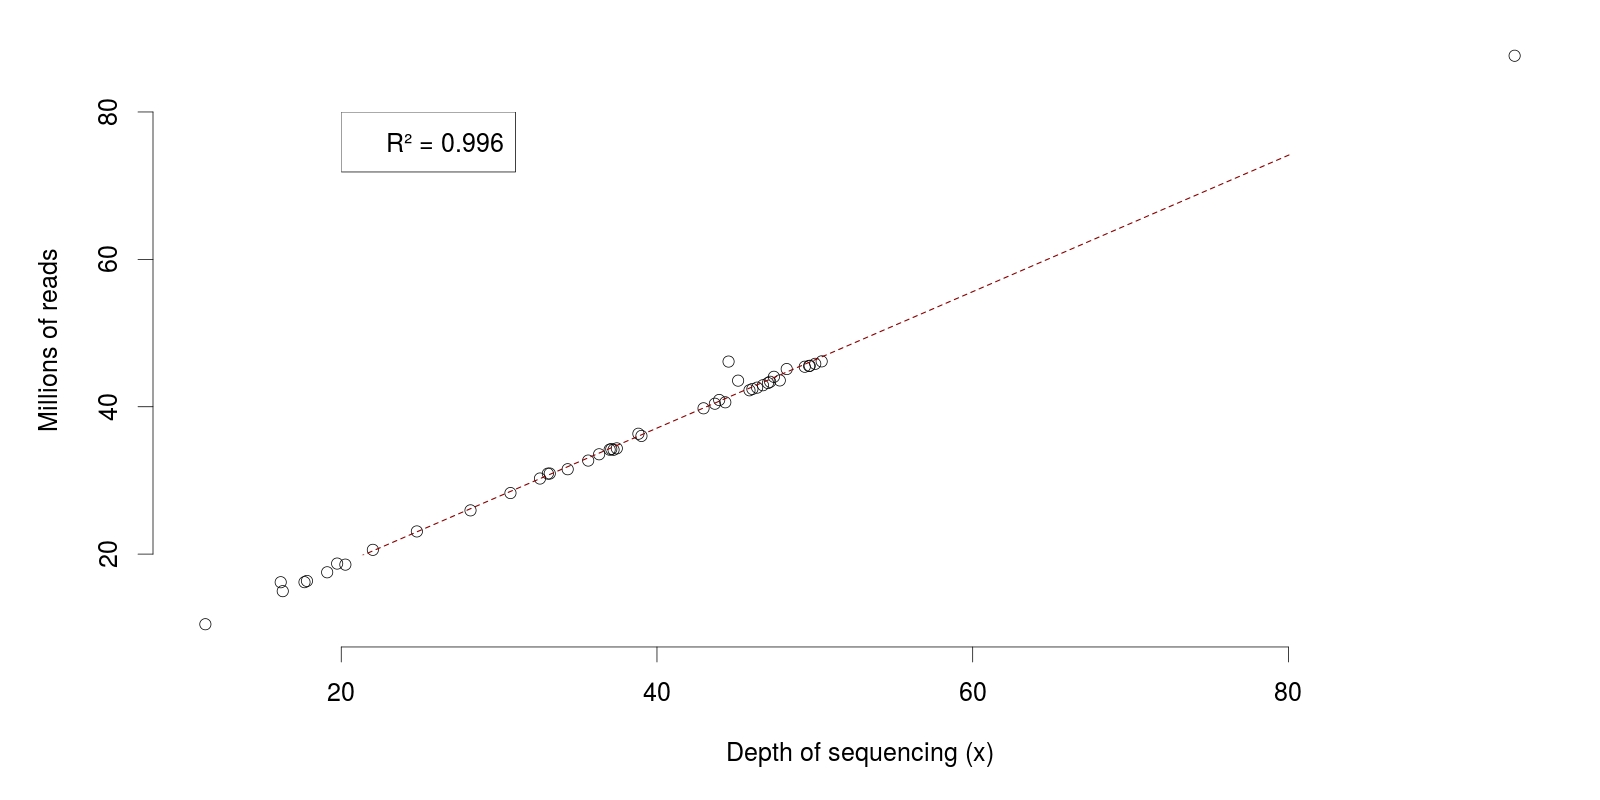 R² = 0.996
Millions of reads
80
60
40
20
20 40 60 80
Depth of sequencing (x)